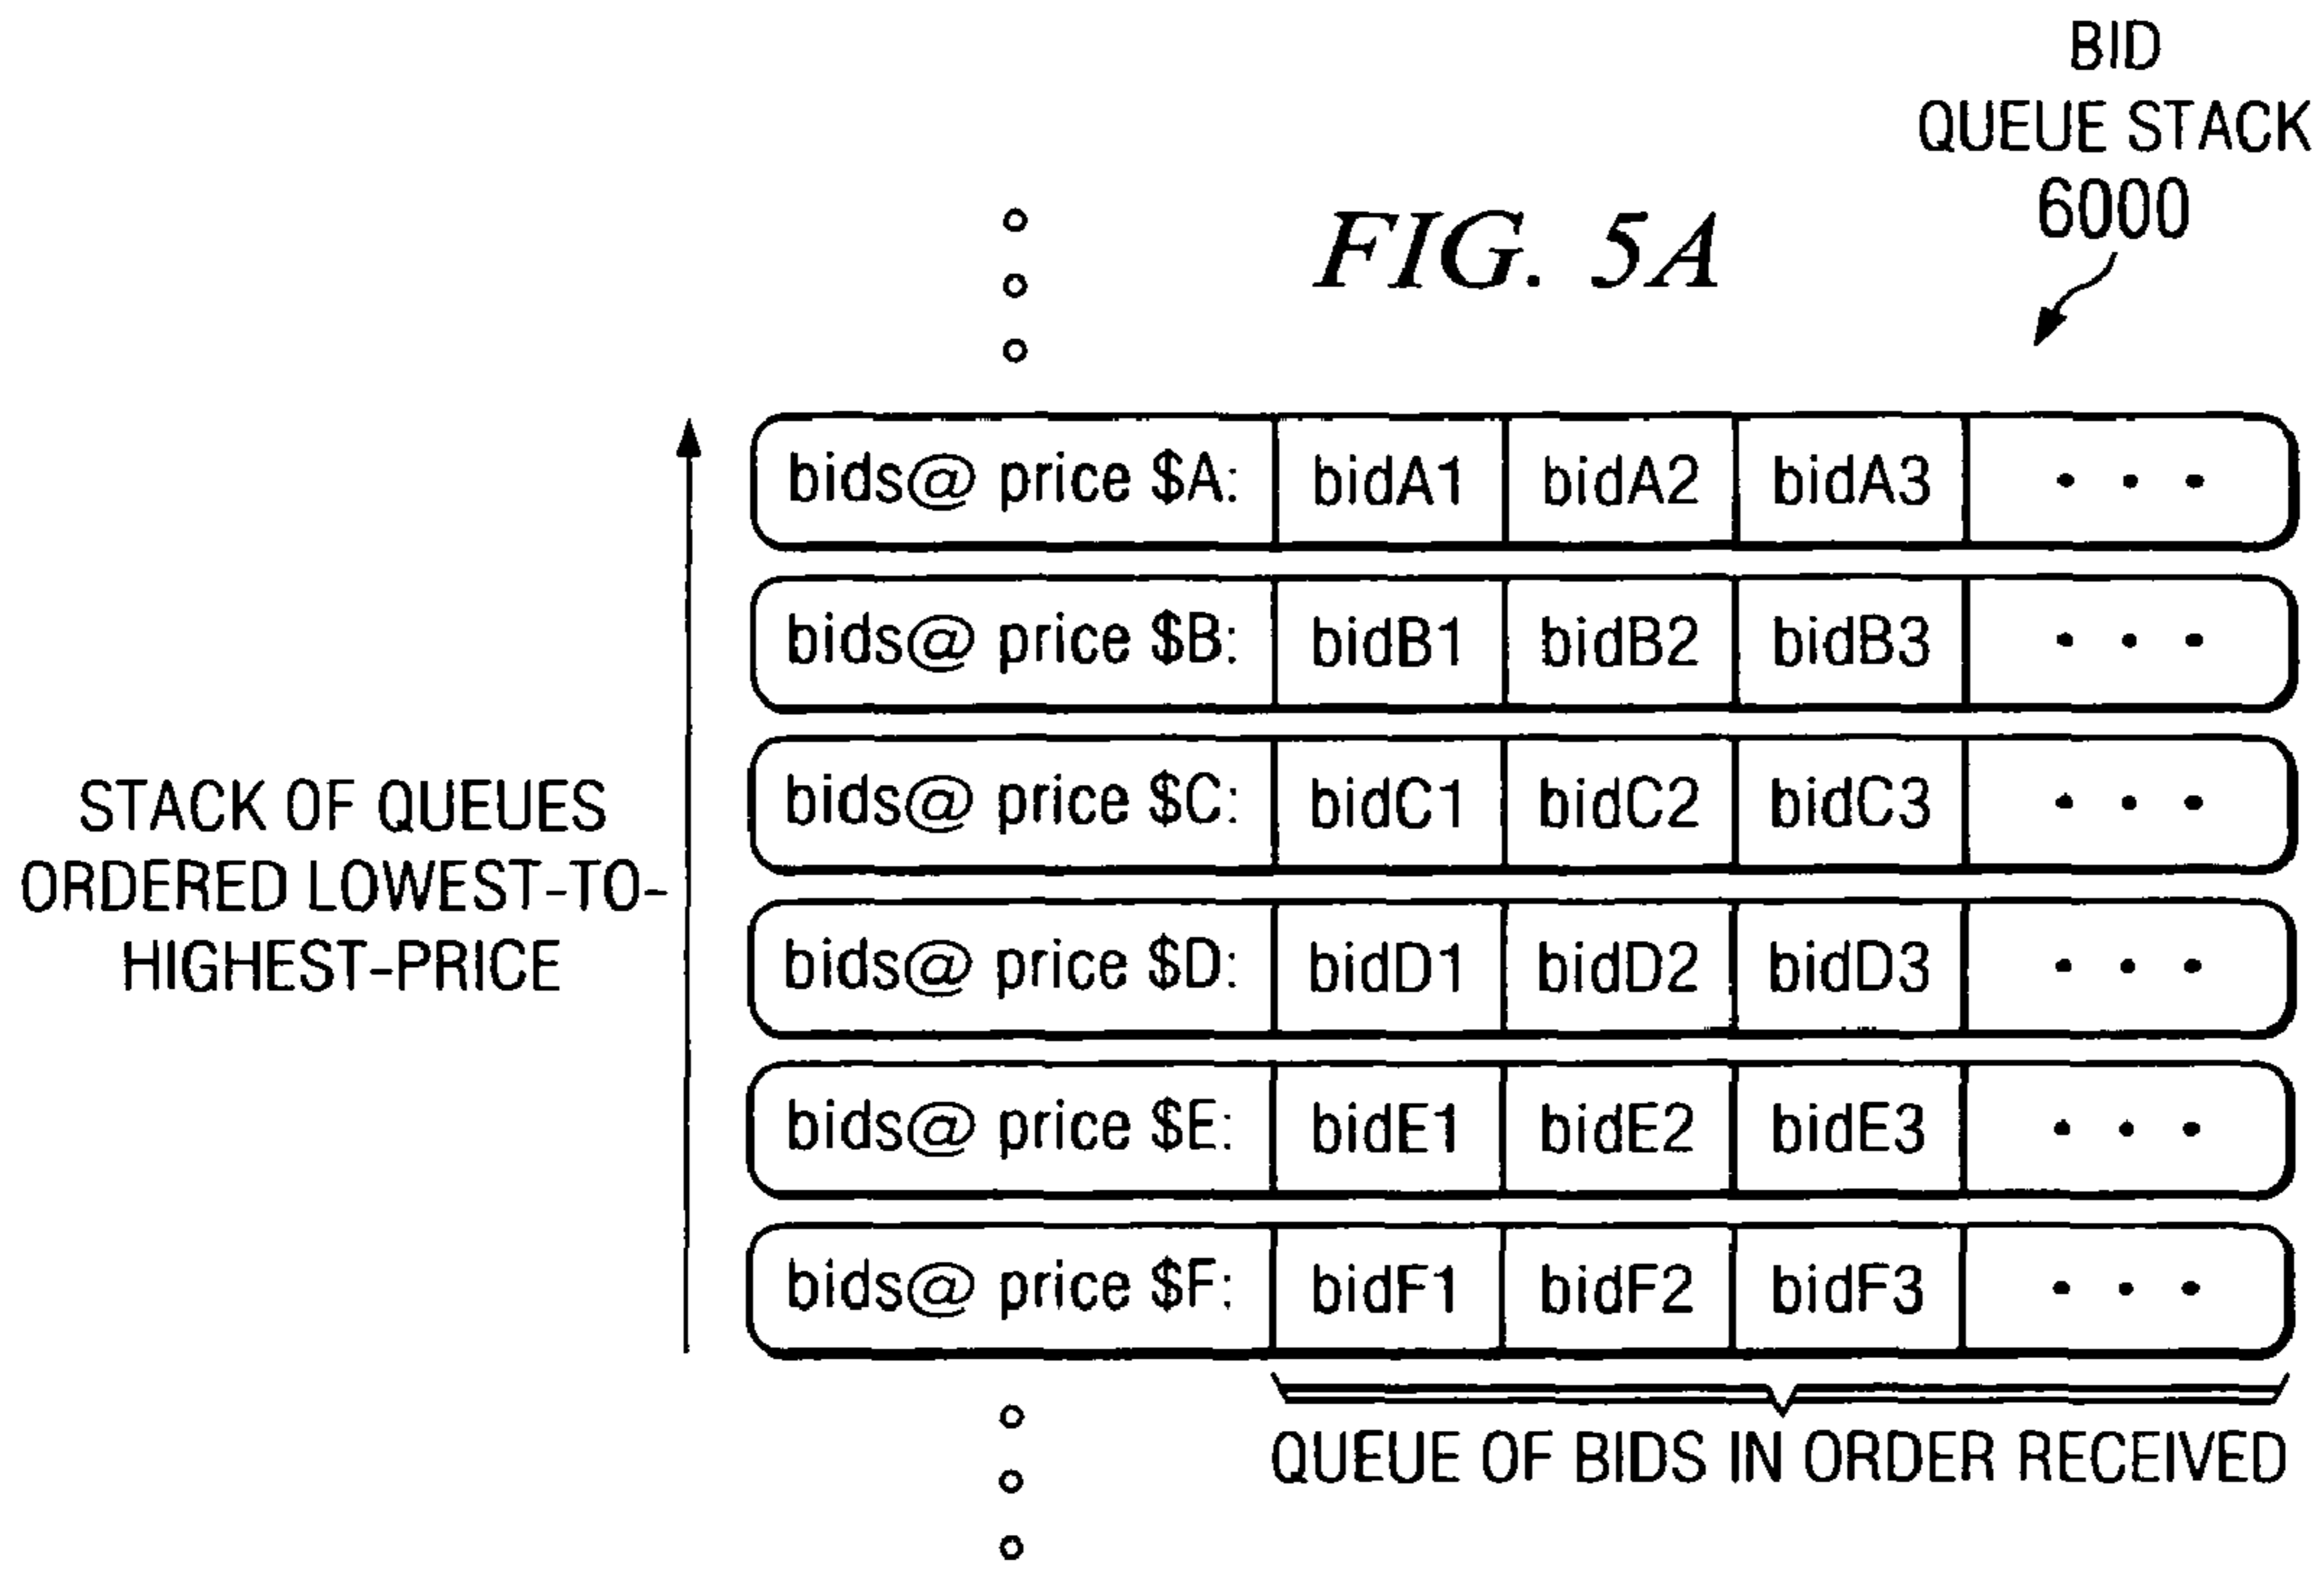 BID
QUEUE STACK
6000
FIG. 5A
bids@ price $A: bidA1 bidA2 bidA3 . . .
bids@ price $B: bidB1 bidB2 bidB3 . . .
bids@ price $C: bidC1 bidC2 bidC3 . . .
bids@ price $D: bidD1 bidD2 bidD3 . . .
bids@ price $E: bidE1 bidE2 bidE3 . . .
bids@ price $F: bidF1 bidF2 bidF3 . . .
STACK OF QUEUES
ORDERED LOWEST-TO-
HIGHEST-PRICE
QUEUE OF BIDS IN ORDER RECEIVED